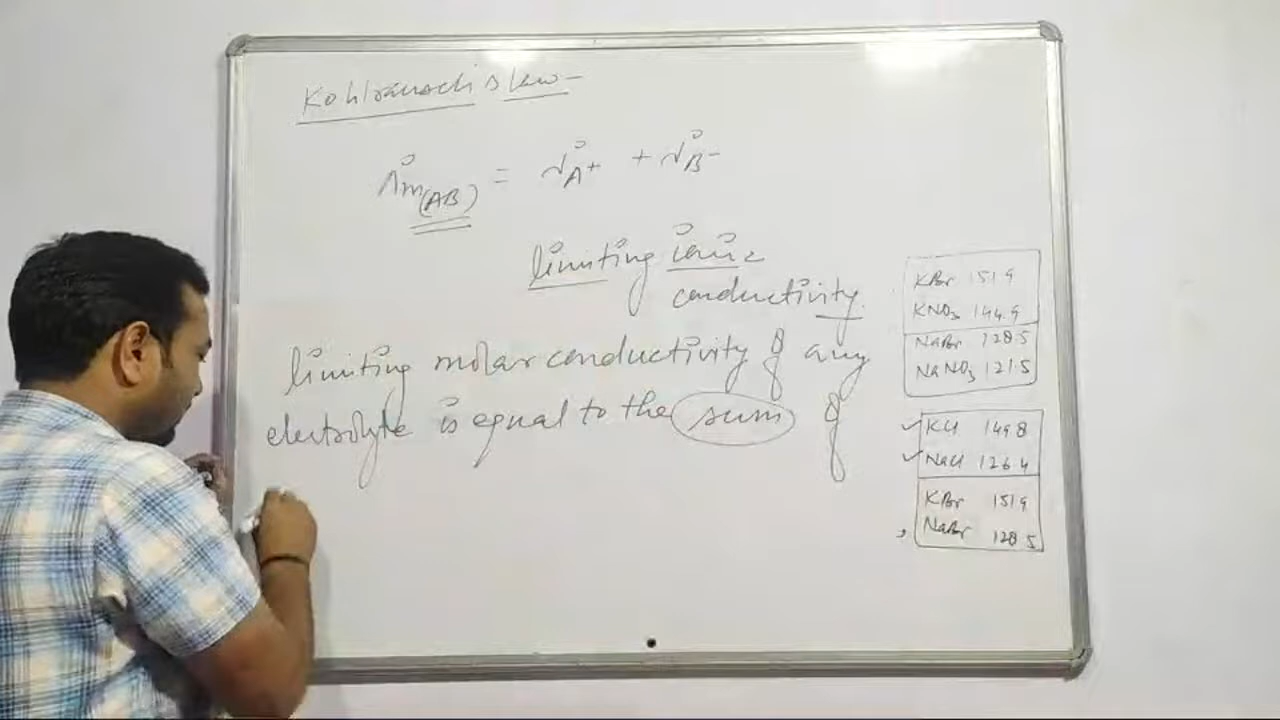 Kohlrausch's law-
Λ°m(AB) = λ°A+ + λ°B-
limiting ionic
conductivity.
limiting molar conductivity of any
electrolyte is equal to the sum of
KBr 151.9
KNO3 144.9
NaBr 128.5
NaNO3 121.5
✓KCl 149.8
✓NaCl 126.4
KBr 151.9
NaBr 128.5